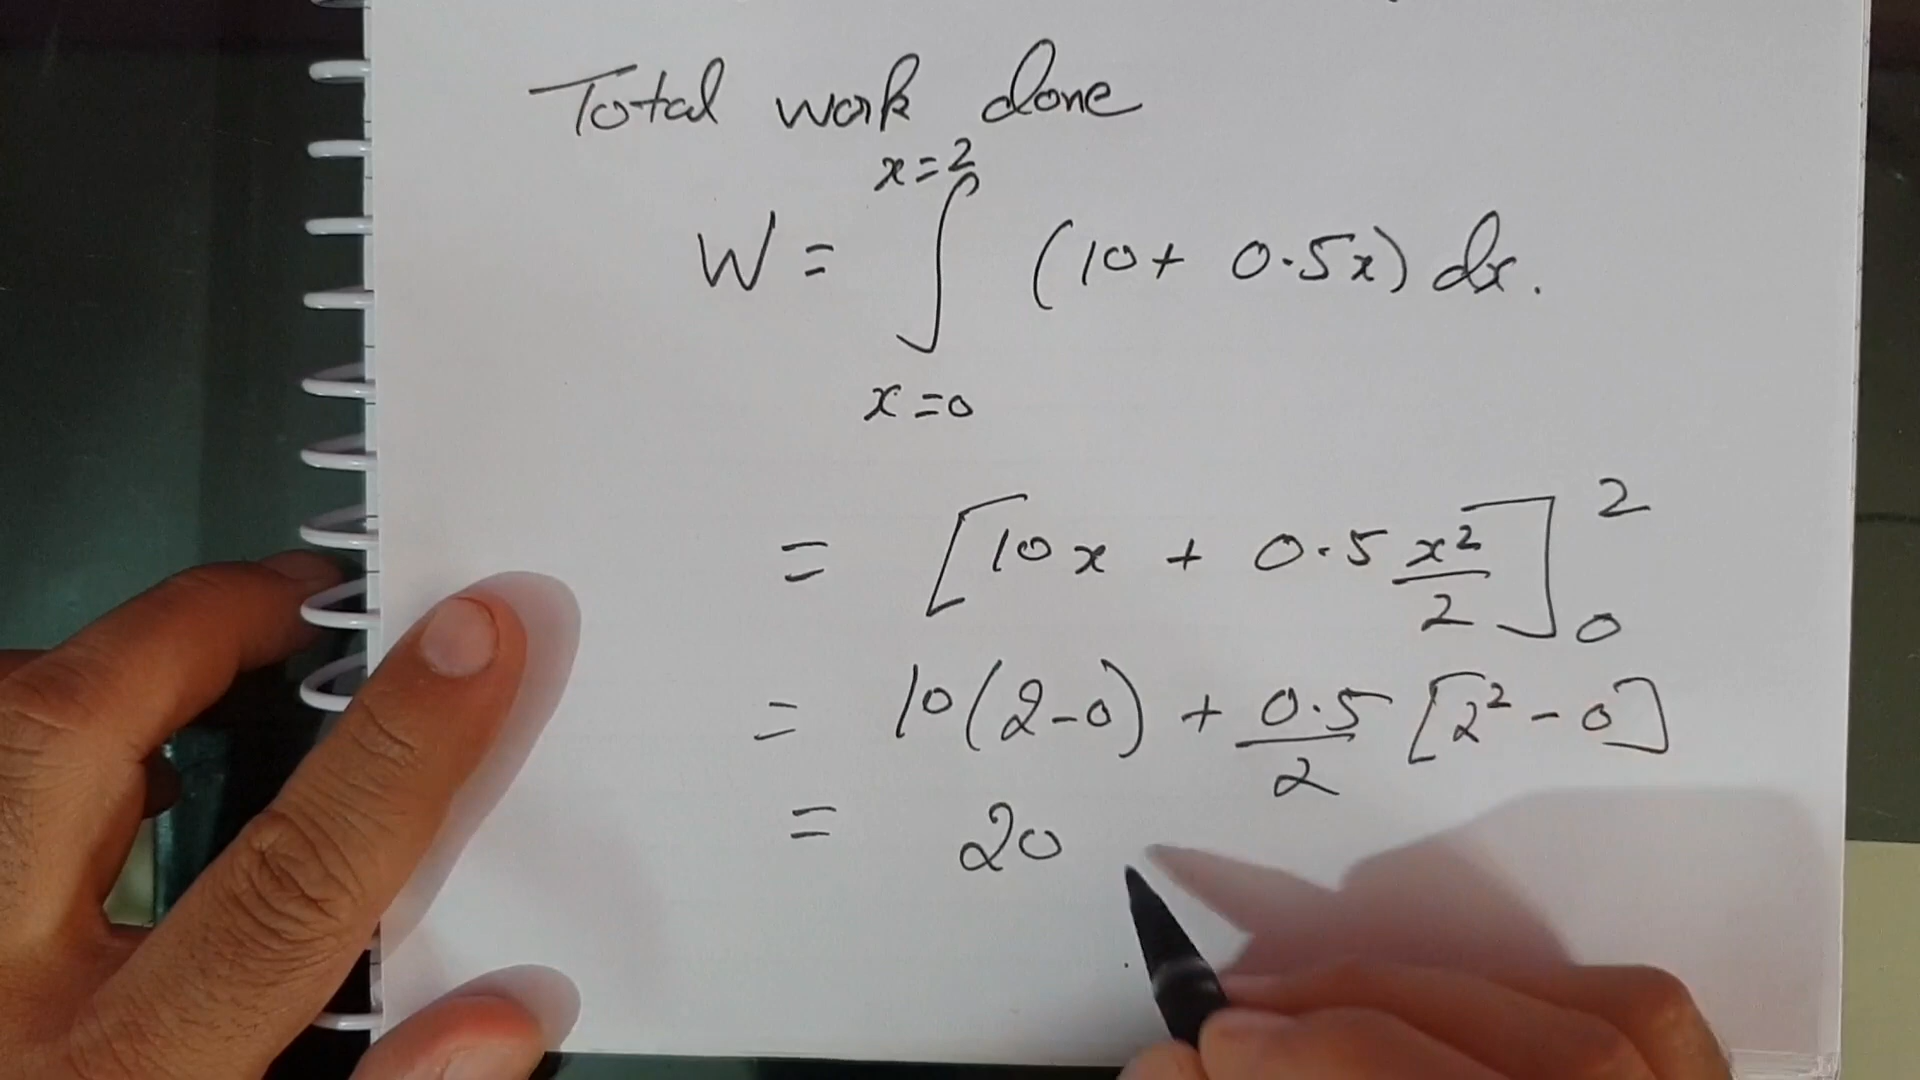 Total work done
x=2
W = ∫ (10+ 0.5x) dx.
x=0
= [10x + 0.5 x²/2]₀²
= 10(2-0) + 0.5/2 [2² - 0]
= 20